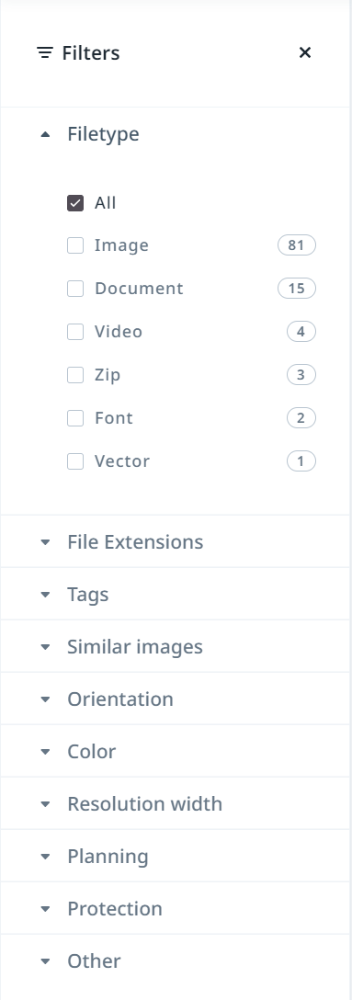 Filters
Filetype
All
Image 81
Document 15
Video 4
Zip 3
Font 2
Vector 1
File Extensions
Tags
Similar images
Orientation
Color
Resolution width
Planning
Protection
Other